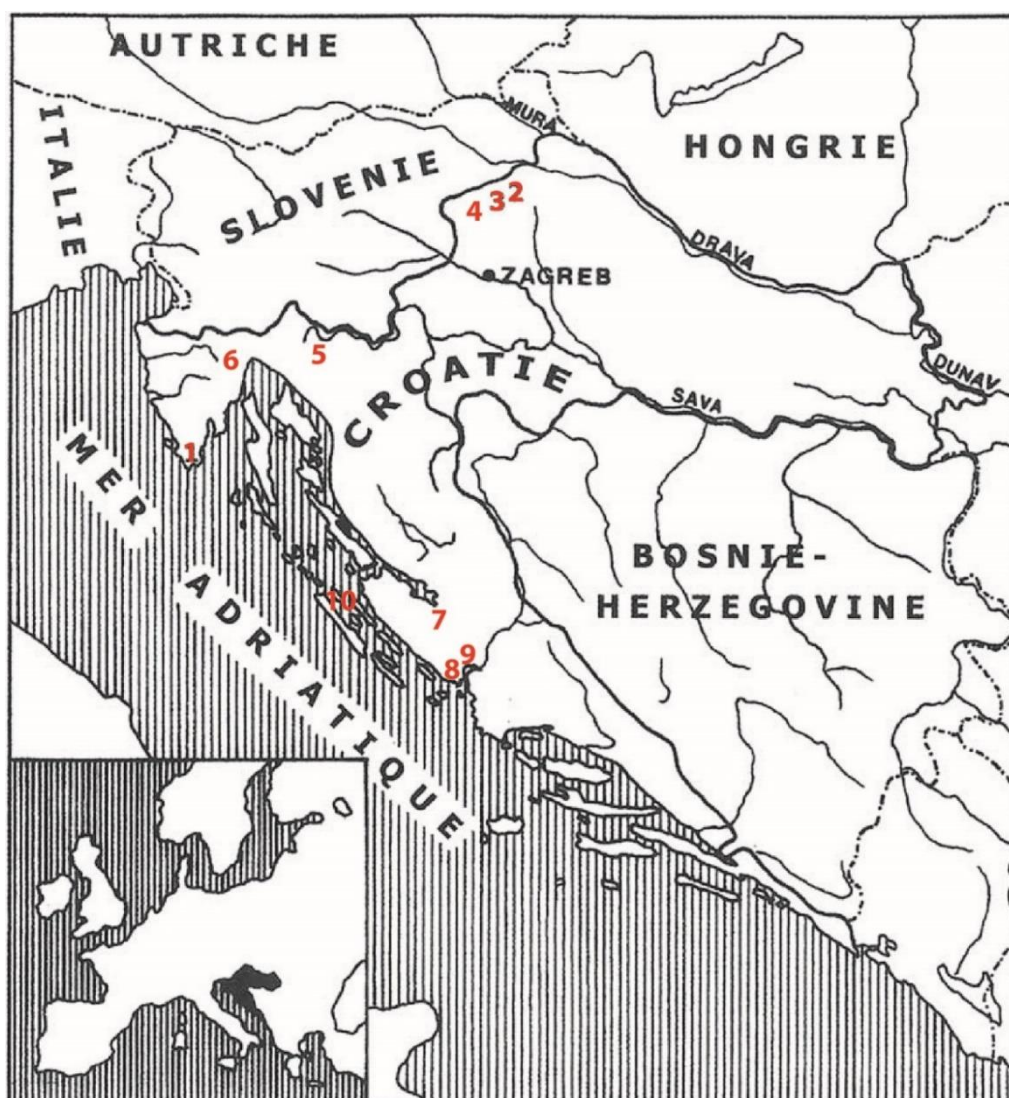 AUTRICHE
ITALIE
MURA
HONGRIE
SLOVENIE
4 3 2
DRAVA
ZAGREB
6
5
CROATIE
DUNAV
SAVA
1
MER
ADRIATIQUE
BOSNIE-
HERZEGOVINE
10
7
9
8